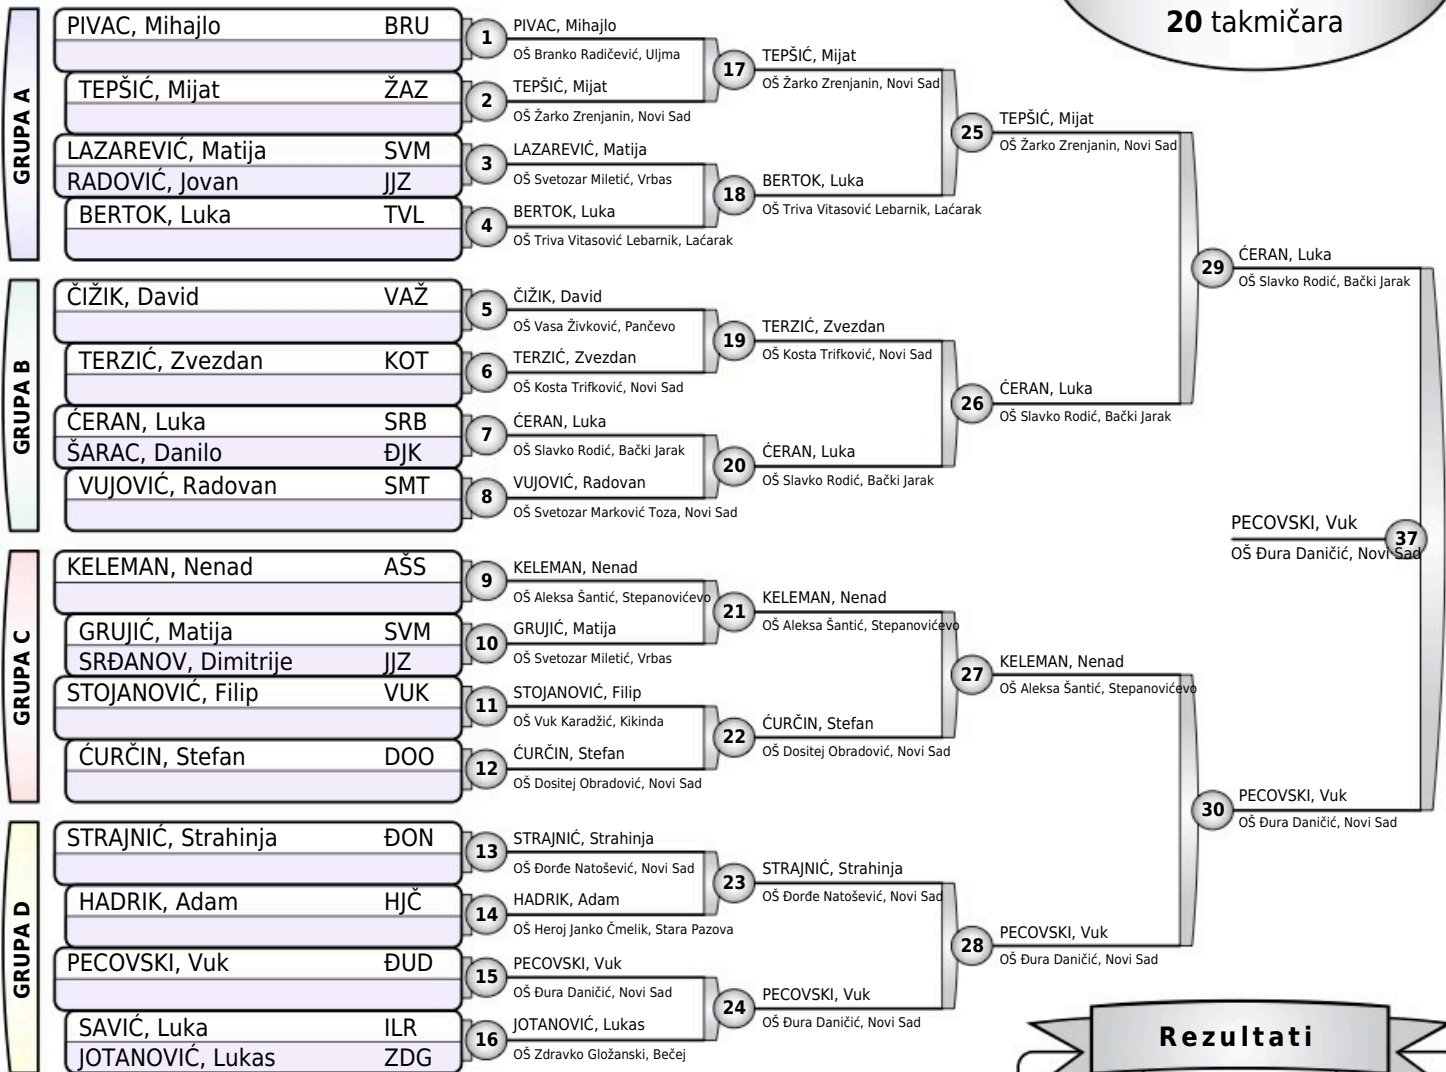 20 takmičara
GRUPA A
PIVAC, Mihajlo BRU
TEPŠIĆ, Mijat ŽAZ
LAZAREVIĆ, Matija SVM
RADOVIĆ, Jovan JJZ
BERTOK, Luka TVL
1
PIVAC, Mihajlo
OŠ Branko Radičević, Uljma
2
TEPŠIĆ, Mijat
OŠ Žarko Zrenjanin, Novi Sad
3
LAZAREVIĆ, Matija
OŠ Svetozar Miletić, Vrbas
4
BERTOK, Luka
OŠ Triva Vitasović Lebarnik, Laćarak
17
TEPŠIĆ, Mijat
OŠ Žarko Zrenjanin, Novi Sad
18
BERTOK, Luka
OŠ Triva Vitasović Lebarnik, Laćarak
25
TEPŠIĆ, Mijat
OŠ Žarko Zrenjanin, Novi Sad
GRUPA B
ČIŽIK, David VAŽ
TERZIĆ, Zvezdan KOT
ĆERAN, Luka SRB
ŠARAC, Danilo ĐJK
VUJOVIĆ, Radovan SMT
5
ČIŽIK, David
OŠ Vasa Živković, Pančevo
6
TERZIĆ, Zvezdan
OŠ Kosta Trifković, Novi Sad
7
ĆERAN, Luka
OŠ Slavko Rodić, Bački Jarak
8
VUJOVIĆ, Radovan
OŠ Svetozar Marković Toza, Novi Sad
19
TERZIĆ, Zvezdan
OŠ Kosta Trifković, Novi Sad
20
ĆERAN, Luka
OŠ Slavko Rodić, Bački Jarak
26
ĆERAN, Luka
OŠ Slavko Rodić, Bački Jarak
29
ĆERAN, Luka
OŠ Slavko Rodić, Bački Jarak
GRUPA C
KELEMAN, Nenad AŠS
GRUJIĆ, Matija SVM
SRĐANOV, Dimitrije JJZ
STOJANOVIĆ, Filip VUK
ĆURČIN, Stefan DOO
9
KELEMAN, Nenad
OŠ Aleksa Šantić, Stepanovićevo
10
GRUJIĆ, Matija
OŠ Svetozar Miletić, Vrbas
11
STOJANOVIĆ, Filip
OŠ Vuk Karadžić, Kikinda
12
ĆURČIN, Stefan
OŠ Dositej Obradović, Novi Sad
21
KELEMAN, Nenad
OŠ Aleksa Šantić, Stepanovićevo
22
ĆURČIN, Stefan
OŠ Dositej Obradović, Novi Sad
27
KELEMAN, Nenad
OŠ Aleksa Šantić, Stepanovićevo
GRUPA D
STRAJNIĆ, Strahinja ĐON
HADRIK, Adam HJČ
PECOVSKI, Vuk ĐUD
SAVIĆ, Luka ILR
JOTANOVIĆ, Lukas ZDG
13
STRAJNIĆ, Strahinja
OŠ Đorđe Natošević, Novi Sad
14
HADRIK, Adam
OŠ Heroj Janko Čmelik, Stara Pazova
15
PECOVSKI, Vuk
OŠ Đura Daničić, Novi Sad
16
JOTANOVIĆ, Lukas
OŠ Zdravko Gložanski, Bečej
23
STRAJNIĆ, Strahinja
OŠ Đorđe Natošević, Novi Sad
24
PECOVSKI, Vuk
OŠ Đura Daničić, Novi Sad
28
PECOVSKI, Vuk
OŠ Đura Daničić, Novi Sad
30
PECOVSKI, Vuk
OŠ Đura Daničić, Novi Sad
PECOVSKI, Vuk
37
OŠ Đura Daničić, Novi Sad
Rezultati